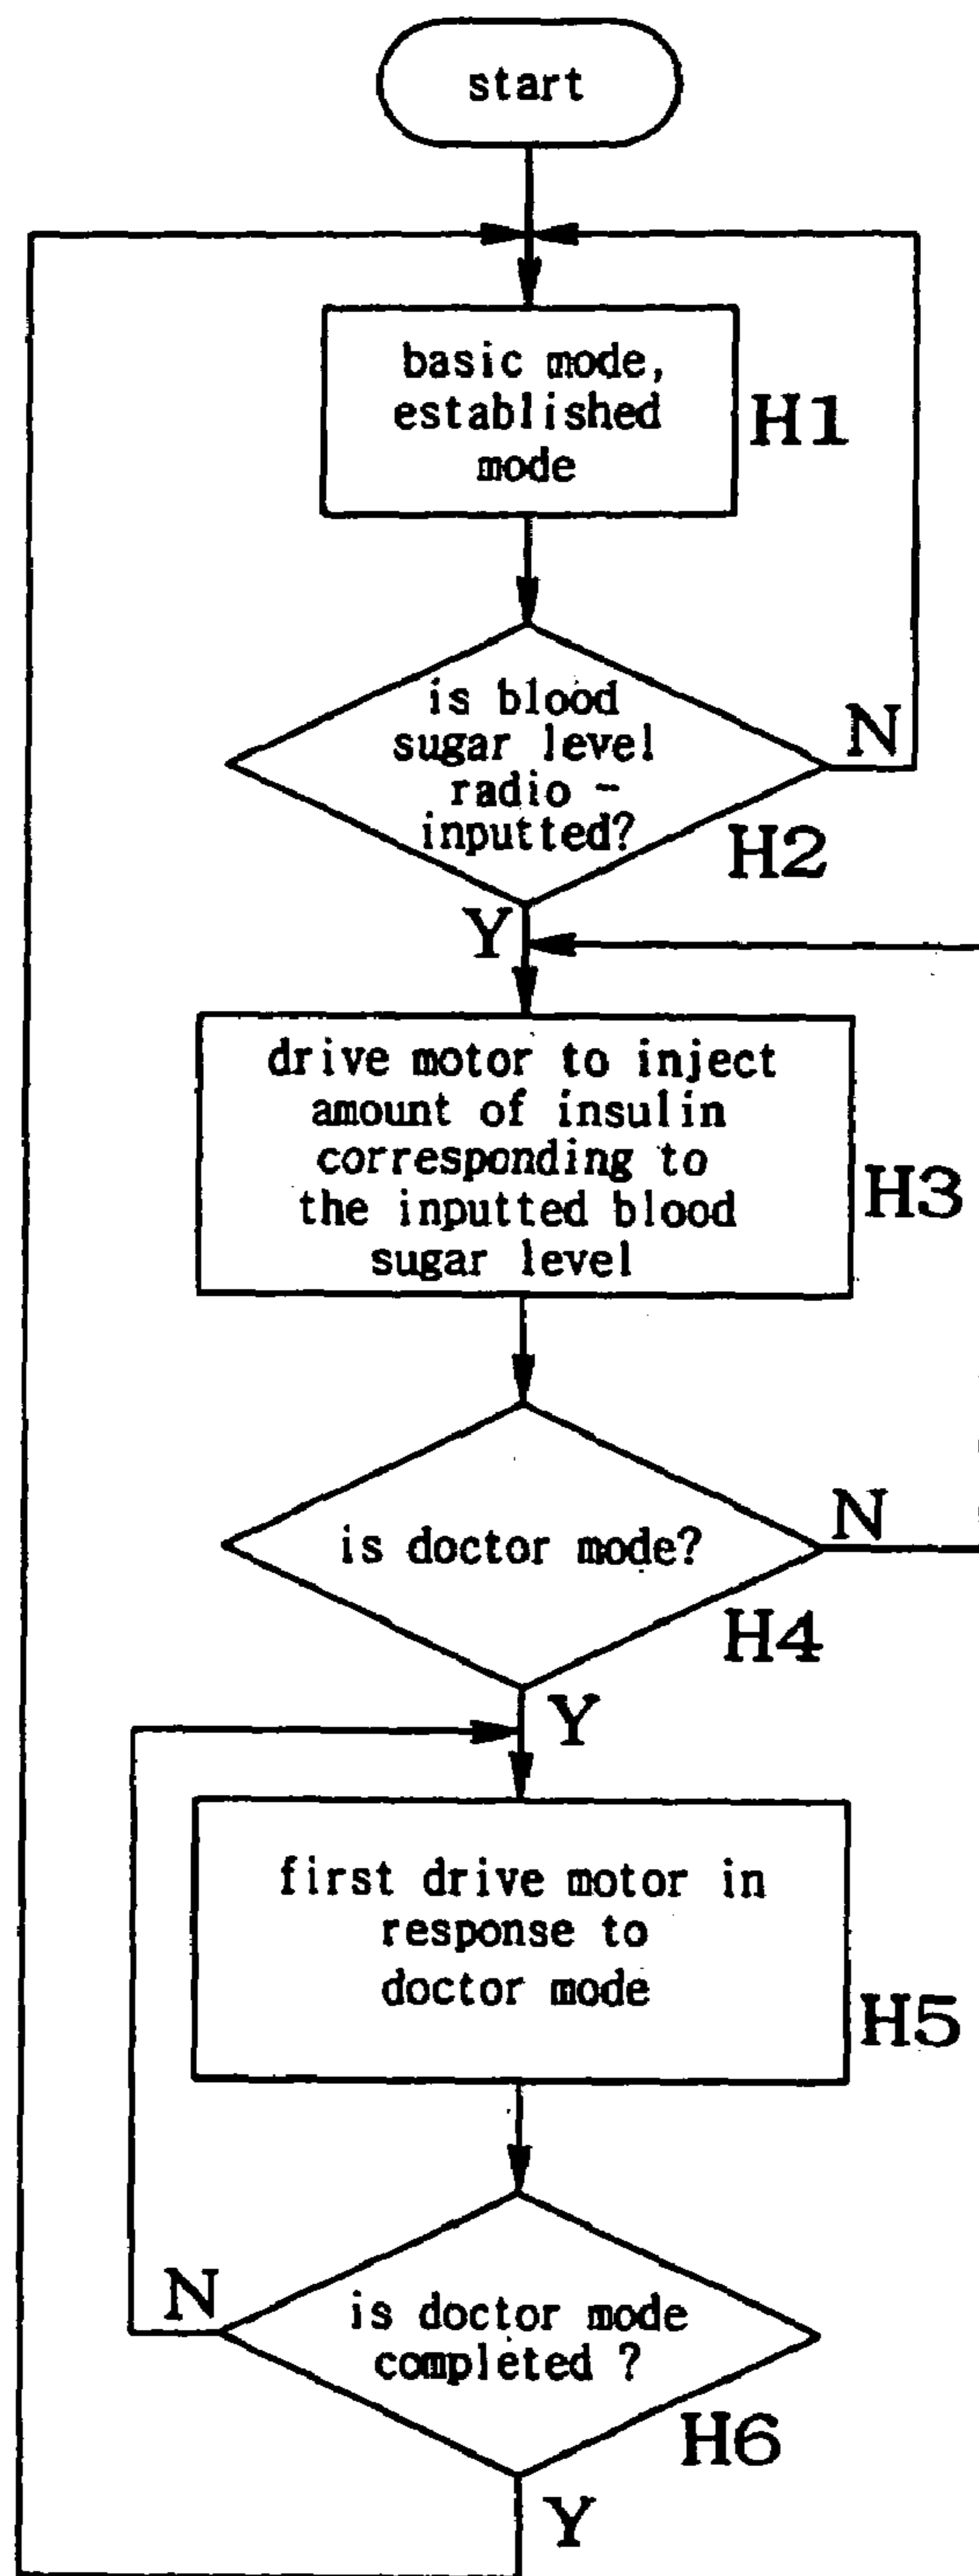 start
basic mode,
established
mode
H1
is blood
sugar level
radio -
inputted?
N
H2
Y
drive motor to inject
amount of insulin
corresponding to
the inputted blood
sugar level
H3
is doctor mode?
N
H4
Y
first drive motor in
response to
doctor mode
H5
N
is doctor mode
completed ?
H6
Y